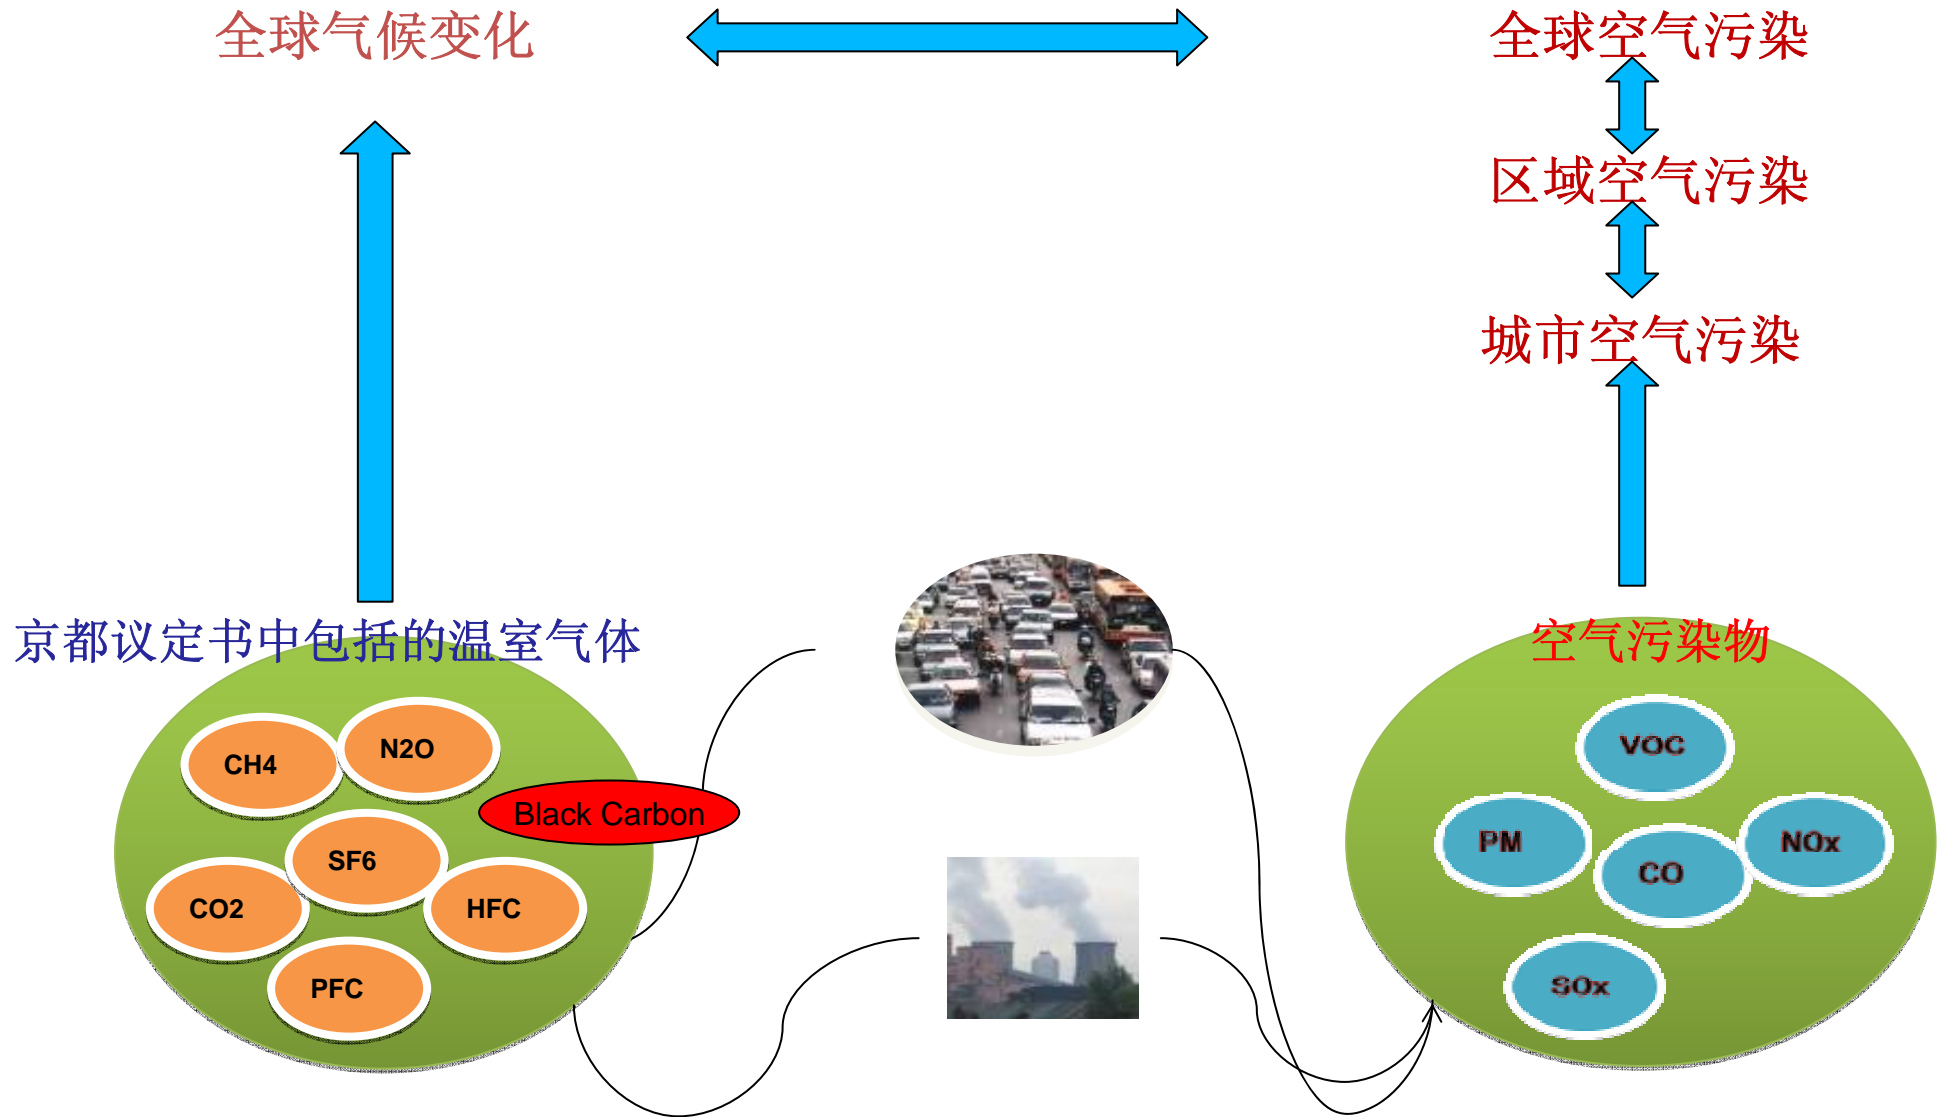 全球气候变化
全球空气污染
区域空气污染
城市空气污染
京都议定书中包括的温室气体
空气污染物
CH4
N2O
Black Carbon
SF6
CO2
HFC
PFC
VOC
PM
NOx
CO
SOx